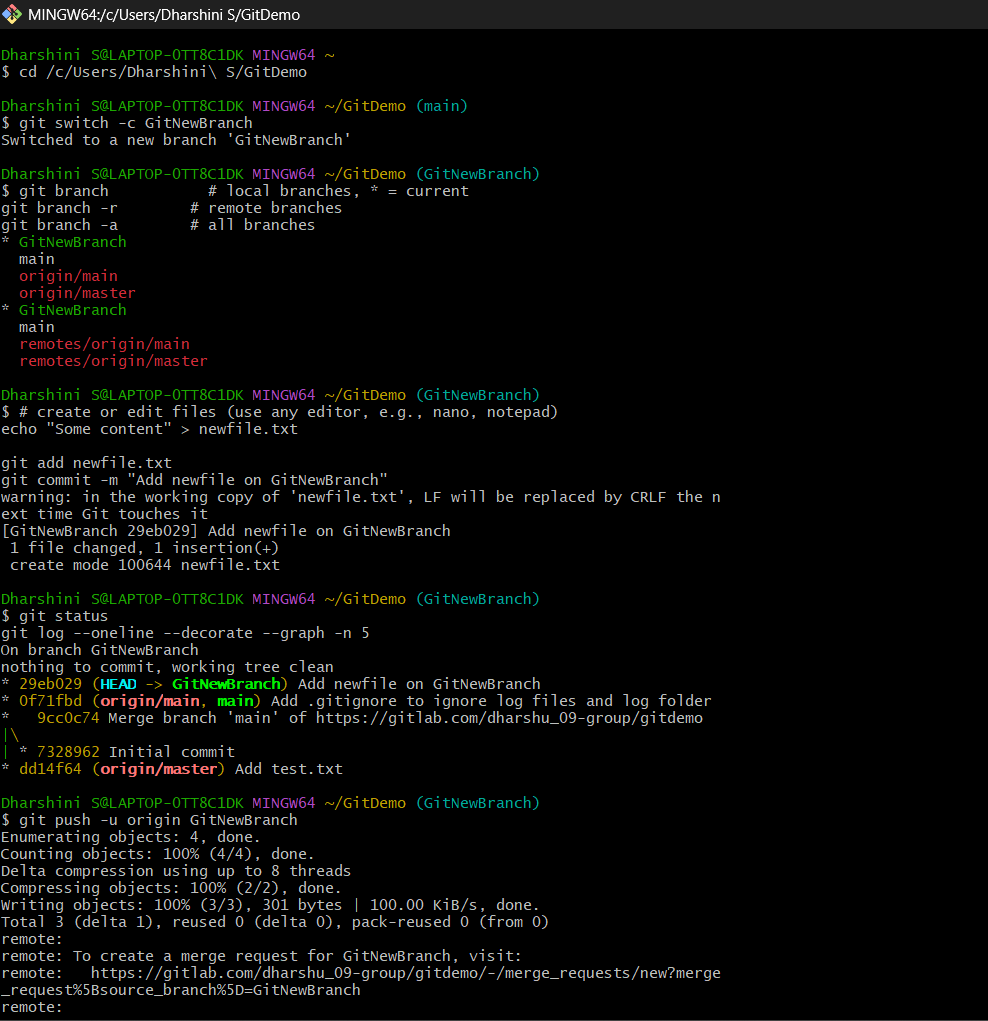 MINGW64:/c/Users/Dharshini S/GitDemo
Dharshini S@LAPTOP-0TT8C1DK MINGW64 ~
$ cd /c/Users/Dharshini\ S/GitDemo
Dharshini S@LAPTOP-0TT8C1DK MINGW64 ~/GitDemo (main)
$ git switch -c GitNewBranch
Switched to a new branch 'GitNewBranch'
Dharshini S@LAPTOP-0TT8C1DK MINGW64 ~/GitDemo (GitNewBranch)
$ git branch           # local branches, * = current
git branch -r        # remote branches
git branch -a        # all branches
* GitNewBranch
  main
  origin/main
  origin/master
* GitNewBranch
  main
  remotes/origin/main
  remotes/origin/master
Dharshini S@LAPTOP-0TT8C1DK MINGW64 ~/GitDemo (GitNewBranch)
$ # create or edit files (use any editor, e.g., nano, notepad)
echo "Some content" > newfile.txt
git add newfile.txt
git commit -m "Add newfile on GitNewBranch"
warning: in the working copy of 'newfile.txt', LF will be replaced by CRLF the n
ext time Git touches it
[GitNewBranch 29eb029] Add newfile on GitNewBranch
 1 file changed, 1 insertion(+)
 create mode 100644 newfile.txt
Dharshini S@LAPTOP-0TT8C1DK MINGW64 ~/GitDemo (GitNewBranch)
$ git status
git log --oneline --decorate --graph -n 5
On branch GitNewBranch
nothing to commit, working tree clean
* 29eb029 (HEAD -> GitNewBranch) Add newfile on GitNewBranch
* 0f71fbd (origin/main, main) Add .gitignore to ignore log files and log folder
*   9cc0c74 Merge branch 'main' of https://gitlab.com/dharshu_09-group/gitdemo
|\
| * 7328962 Initial commit
* dd14f64 (origin/master) Add test.txt
Dharshini S@LAPTOP-0TT8C1DK MINGW64 ~/GitDemo (GitNewBranch)
$ git push -u origin GitNewBranch
Enumerating objects: 4, done.
Counting objects: 100% (4/4), done.
Delta compression using up to 8 threads
Compressing objects: 100% (2/2), done.
Writing objects: 100% (3/3), 301 bytes | 100.00 KiB/s, done.
Total 3 (delta 1), reused 0 (delta 0), pack-reused 0 (from 0)
remote:
remote: To create a merge request for GitNewBranch, visit:
remote:   https://gitlab.com/dharshu_09-group/gitdemo/-/merge_requests/new?merge
_request%5Bsource_branch%5D=GitNewBranch
remote: